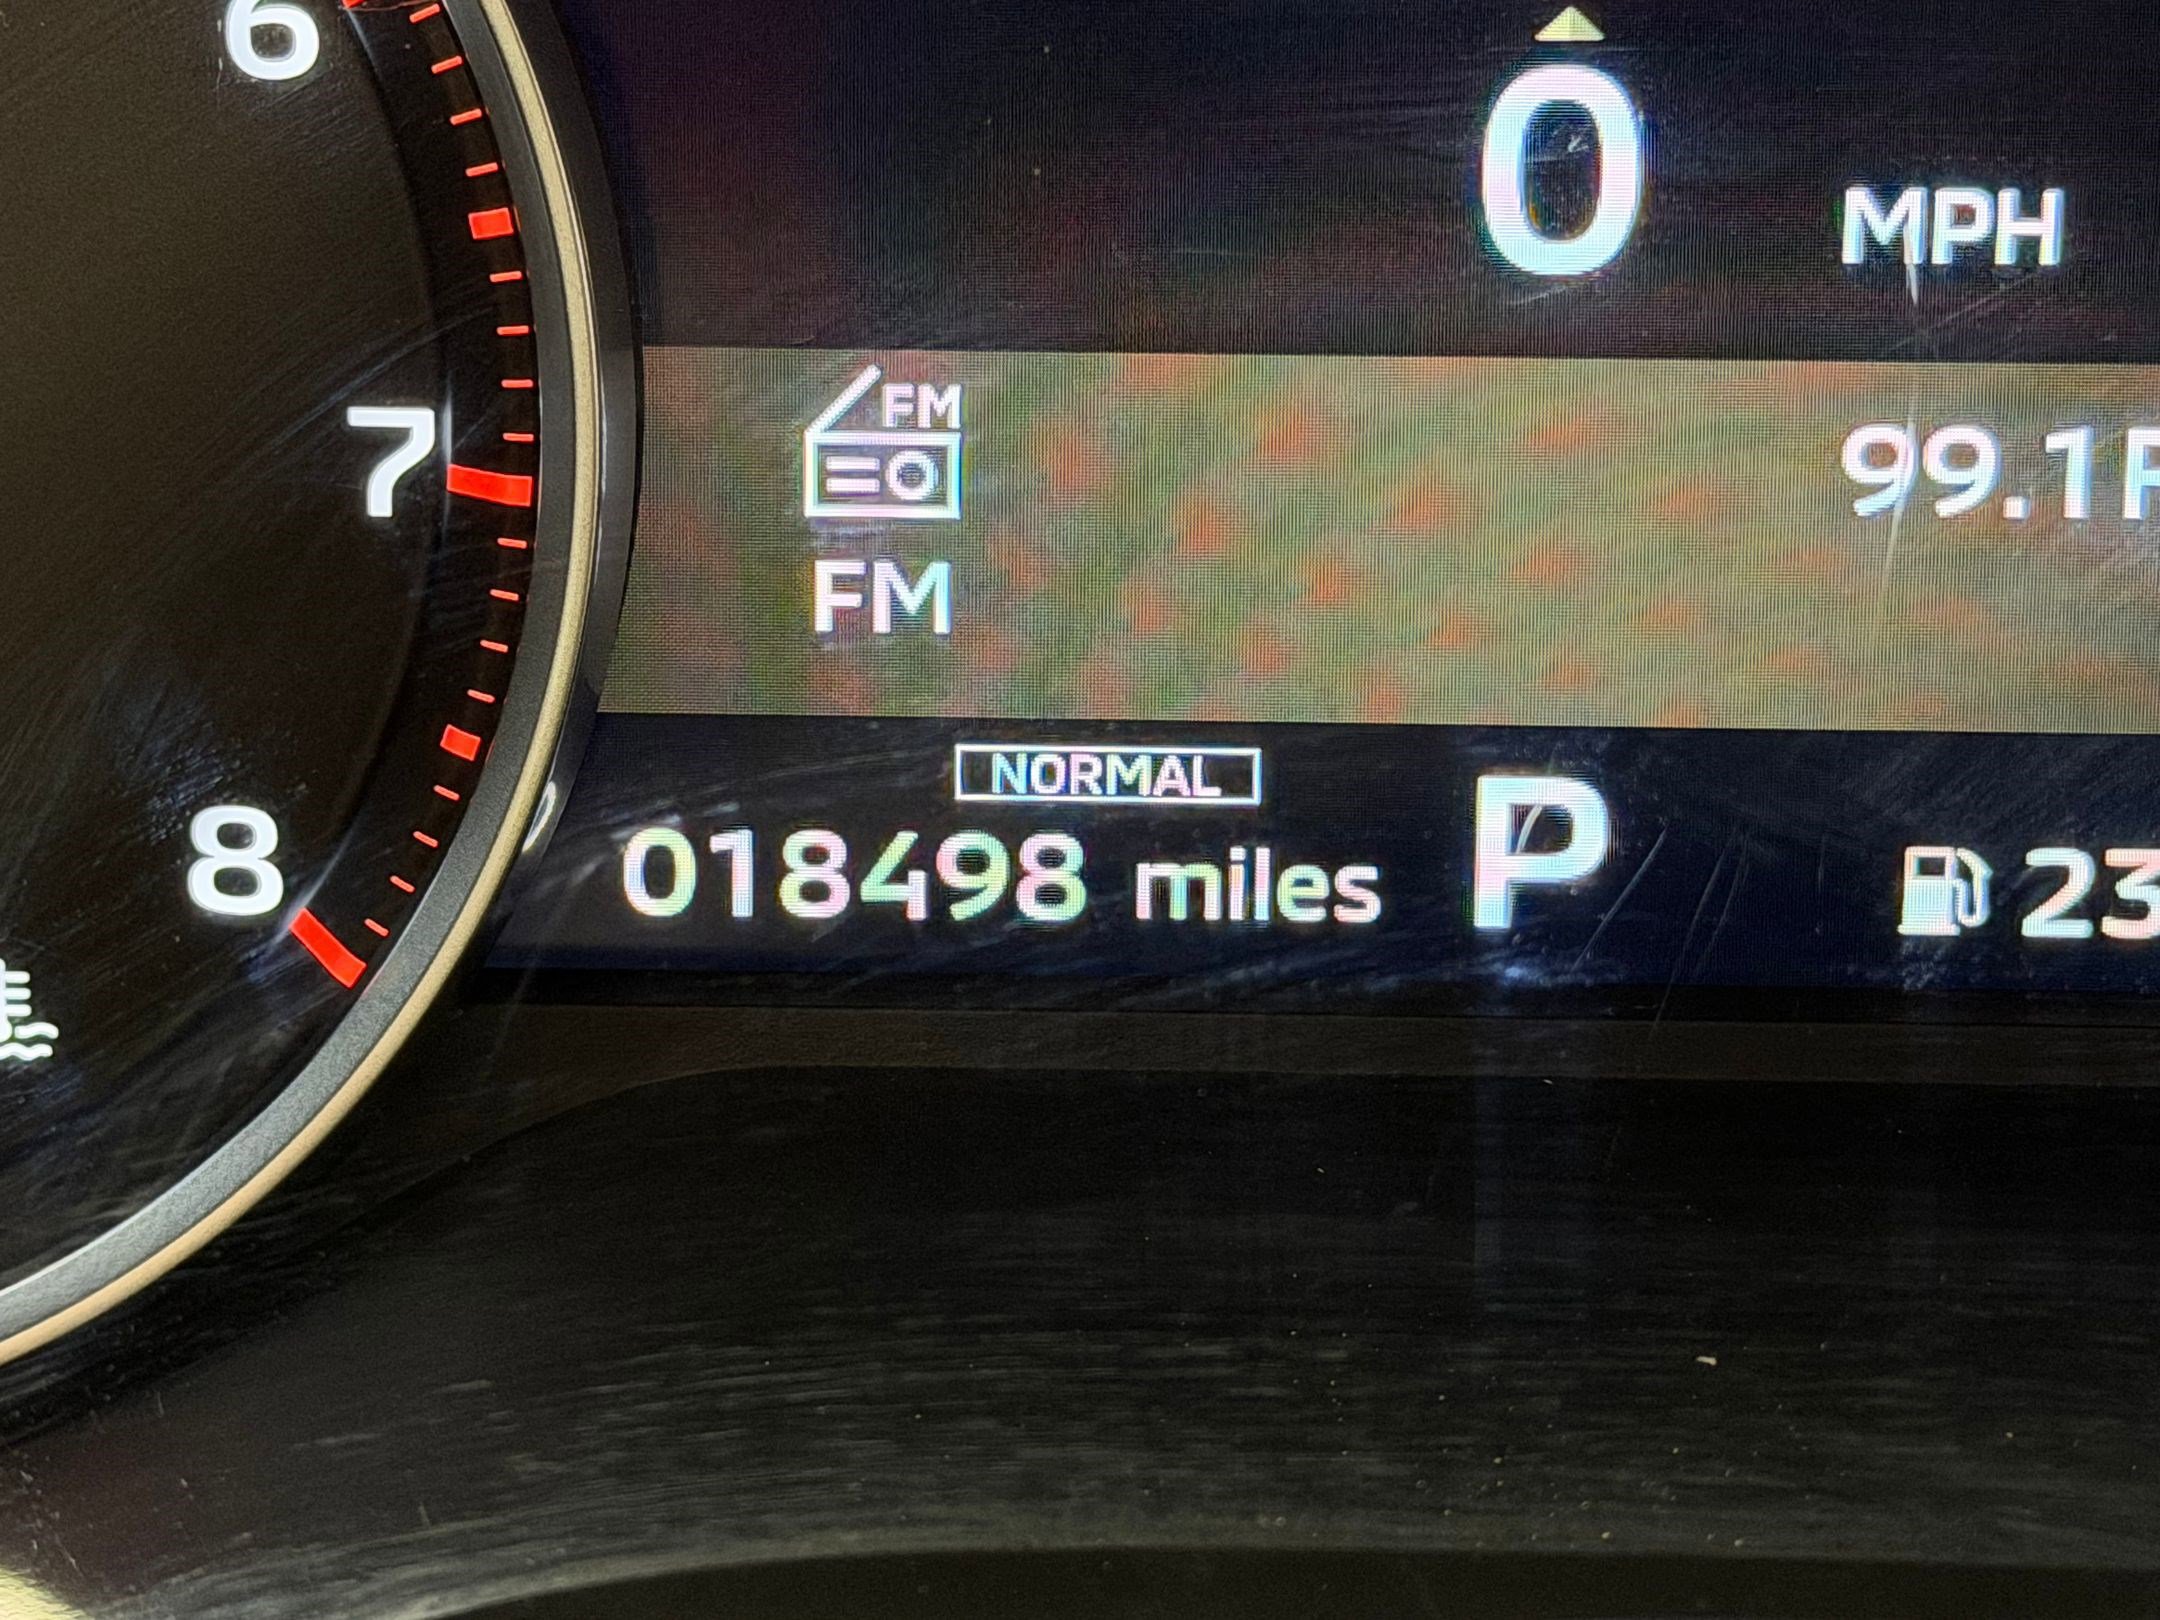 6
0
MPH
FM
99.1
7
FM
NORMAL
018498 miles
P
8
23